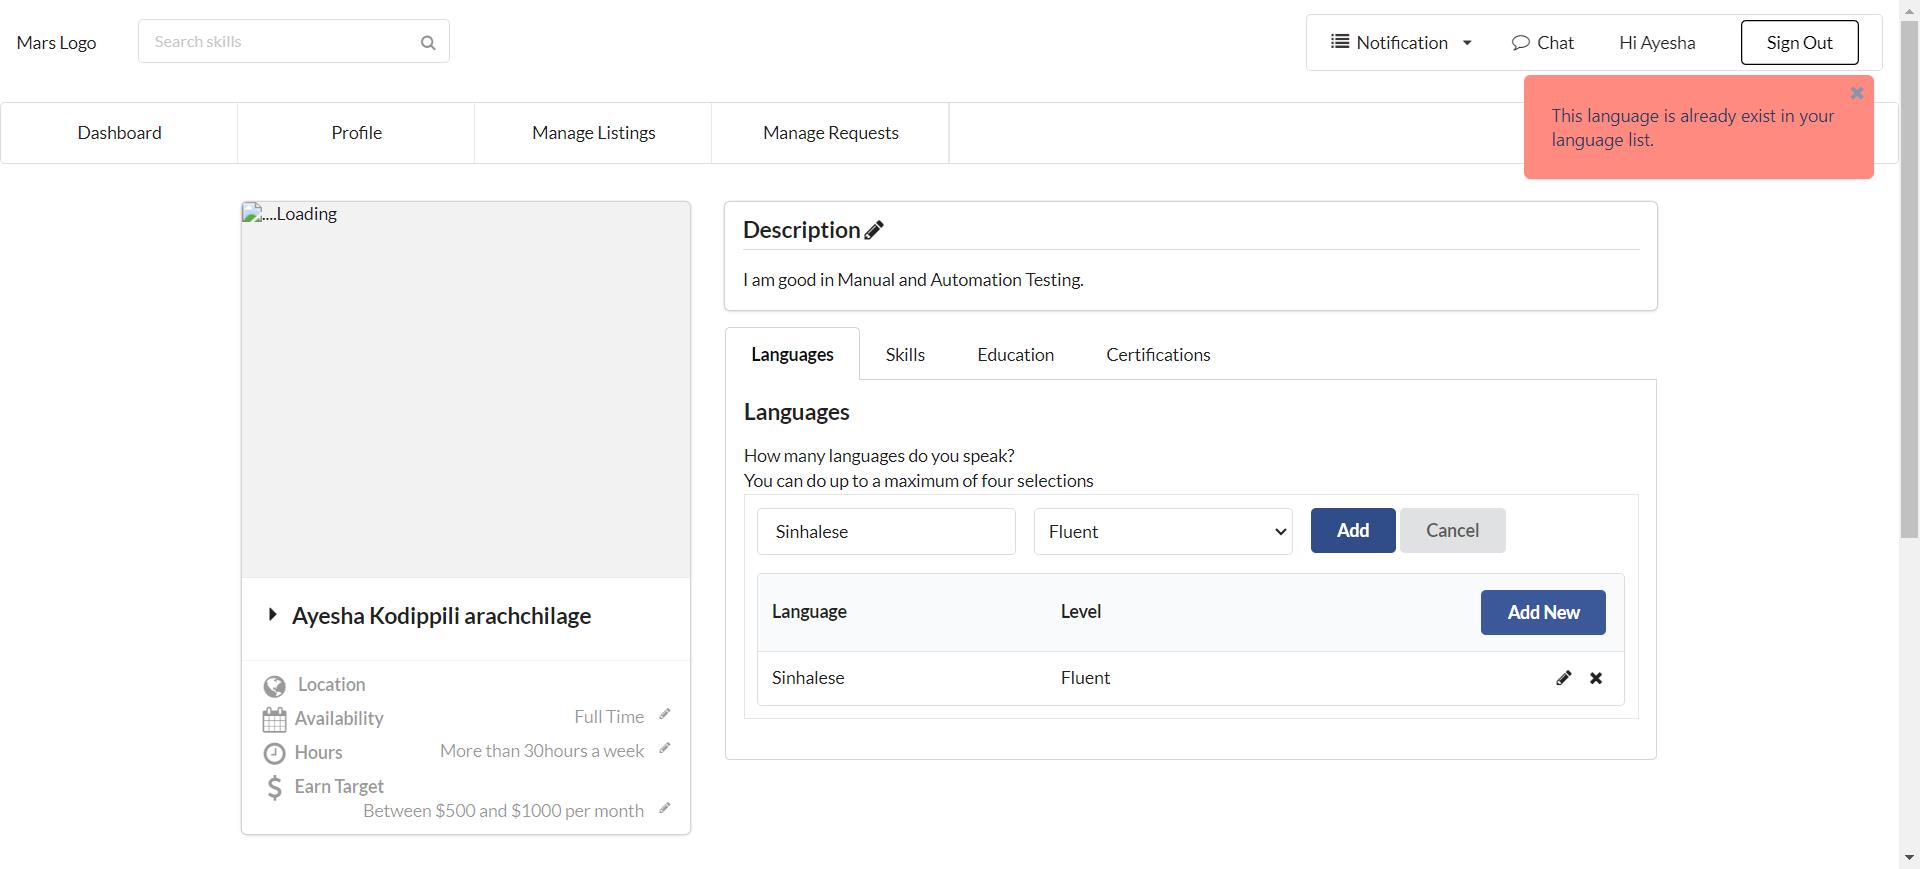 Mars Logo
Search skills
Notification
Chat
Hi Ayesha
Sign Out
This language is already exist in your
language list.
Dashboard
Profile
Manage Listings
Manage Requests
....Loading
Ayesha Kodippili arachchilage
Location
Availability
Full Time
Hours
More than 30hours a week
Earn Target
Between $500 and $1000 per month
Description
I am good in Manual and Automation Testing.
Languages
Skills
Education
Certifications
Languages
How many languages do you speak?
You can do up to a maximum of four selections
Sinhalese
Fluent
Add
Cancel
Language
Level
Add New
Sinhalese
Fluent